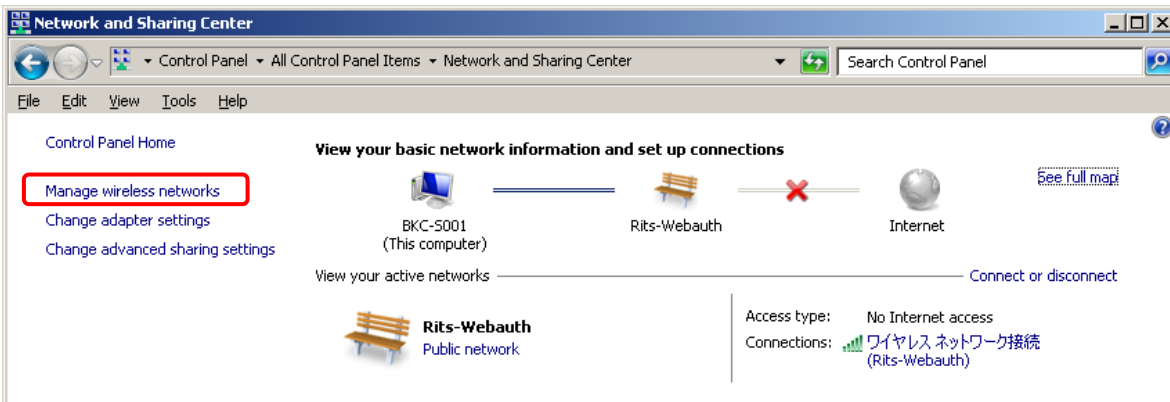 Network and Sharing Center
Control Panel All Control Panel Items Network and Sharing Center
Search Control Panel
File Edit View Tools Help
Control Panel Home
Manage wireless networks
Change adapter settings
Change advanced sharing settings
View your basic network information and set up connections
See full map
BKC-S001
(This computer)
Rits-Webauth
Internet
View your active networks
Connect or disconnect
Rits-Webauth
Public network
Access type: No Internet access
Connections: ワイヤレス ネットワーク接続
(Rits-Webauth)